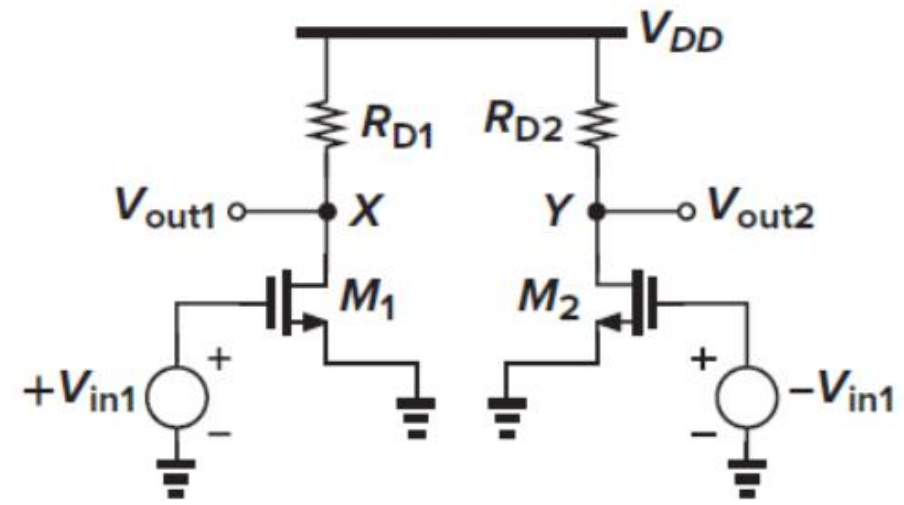 V_DD
R_D1 R_D2
V_out1 X Y V_out2
M_1 M_2
+V_in1 + − + − −V_in1